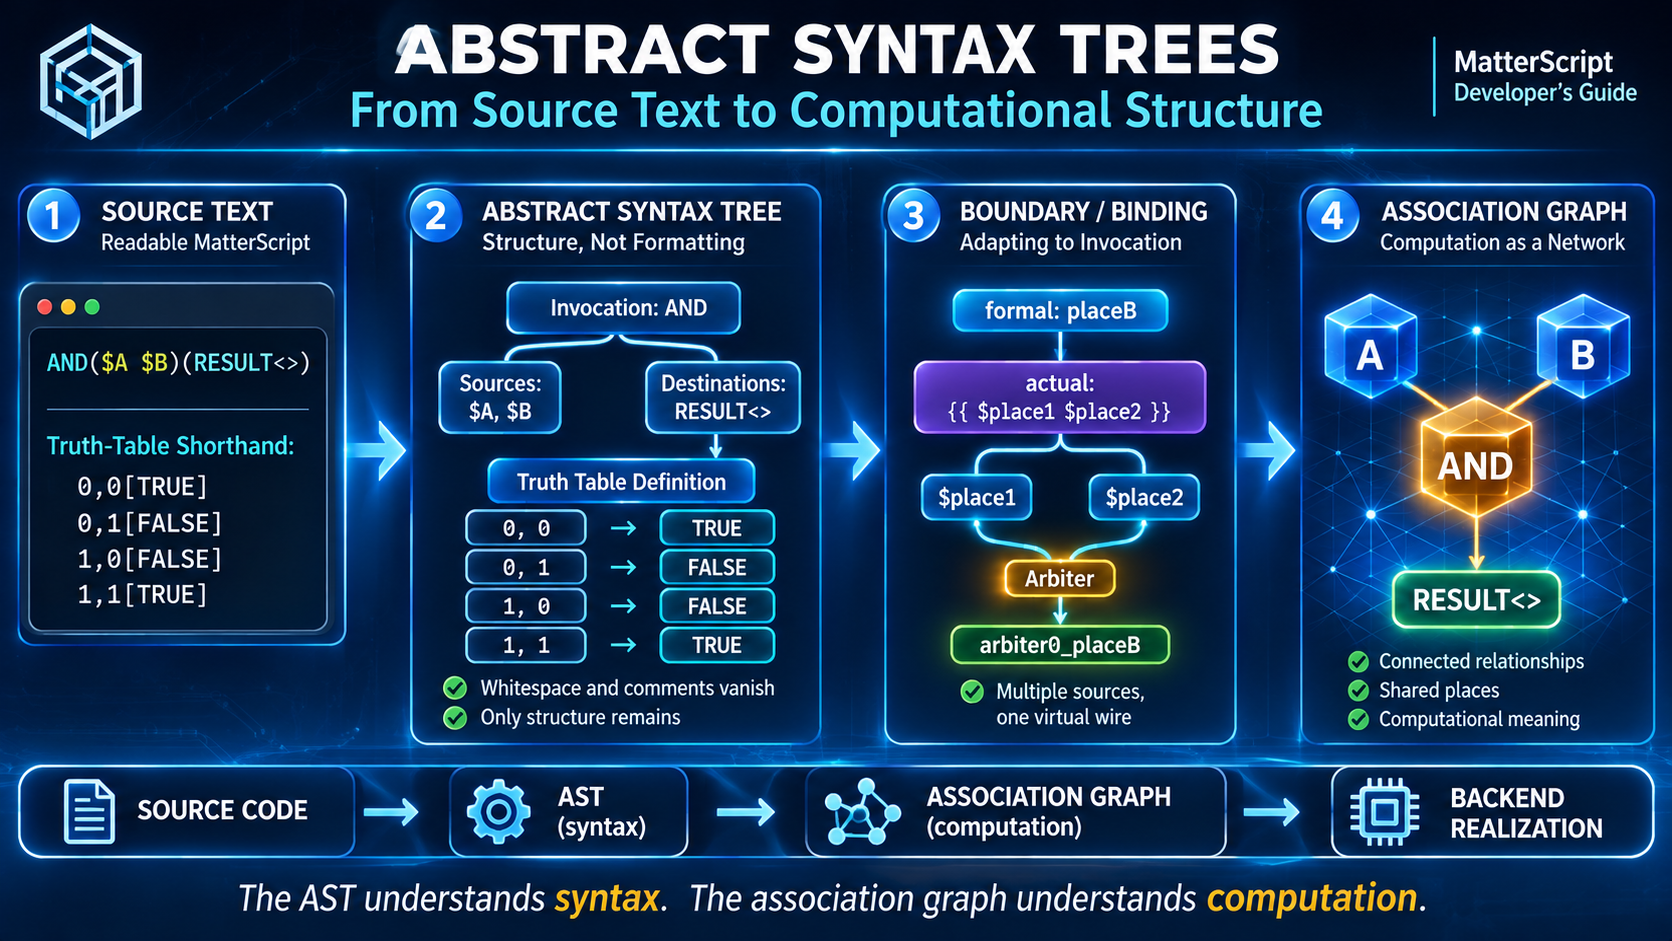 ABSTRACT SYNTAX TREES
From Source Text to Computational Structure
MatterScript
Developer's Guide
1
SOURCE TEXT
Readable MatterScript
AND($A $B)(RESULT<>)
Truth-Table Shorthand:
0,0[TRUE]
0,1[FALSE]
1,0[FALSE]
1,1[TRUE]
2
ABSTRACT SYNTAX TREE
Structure, Not Formatting
Invocation: AND
Sources:
$A, $B
Destinations:
RESULT<>
Truth Table Definition
0, 0 → TRUE
0, 1 → FALSE
1, 0 → FALSE
1, 1 → TRUE
Whitespace and comments vanish
Only structure remains
3
BOUNDARY / BINDING
Adapting to Invocation
formal: placeB
actual:
{{ $place1 $place2 }}
$place1
$place2
Arbiter
arbiter0_placeB
Multiple sources,
one virtual wire
4
ASSOCIATION GRAPH
Computation as a Network
A
B
AND
RESULT<>
Connected relationships
Shared places
Computational meaning
SOURCE CODE
AST
(syntax)
ASSOCIATION GRAPH
(computation)
BACKEND
REALIZATION
The AST understands syntax. The association graph understands computation.